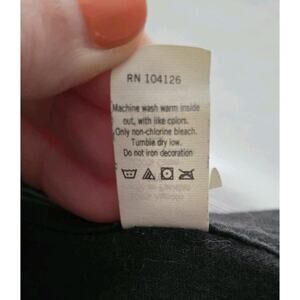 RN 104126
Machine wash warm inside
out, with like colors.
Only non-chlorine bleach.
Tumble dry low.
Do not iron decoration